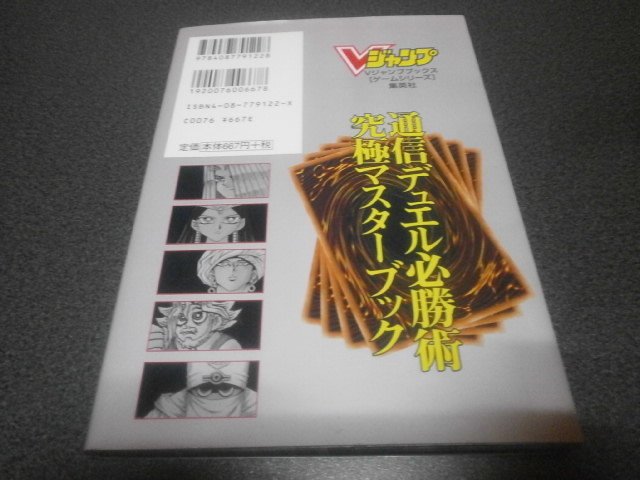 9784087791228
1920076006678
ISBN4-08-779122-X
C0076 ¥667E
定価:本体667円+税
Vジャンプ
Vジャンプブックス
[ゲームシリーズ]
集英社
通信デュエル必勝術
究極マスターブック